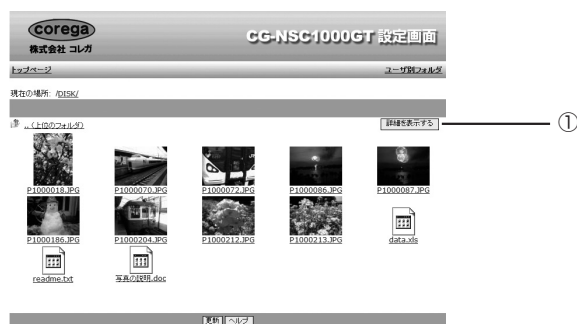 corega
株式会社 コレガ
CG-NSC1000GT 設定画面
トップページ ユーザ別フォルダ
現在の場所: /DISK/
..(上位のフォルダ) 詳細を表示する ①
P1000018.JPG P1000070.JPG P1000072.JPG P1000086.JPG P1000087.JPG
P1000186.JPG P1000204.JPG P1000212.JPG P1000213.JPG data.xls
readme.txt 写真の説明.doc
更新 ヘルプ